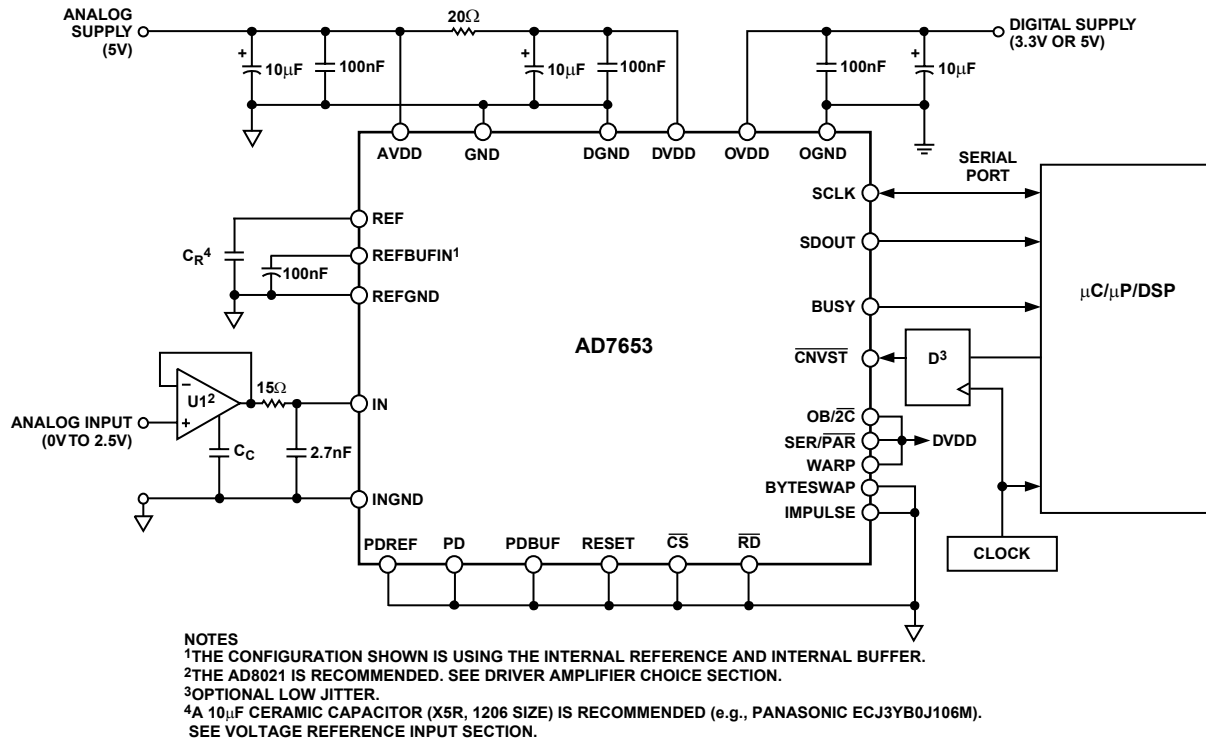 ANALOG
SUPPLY
(5V)
20Ω
DIGITAL SUPPLY
(3.3V OR 5V)
+
10μF
100nF
+
10μF
100nF
100nF
+
10μF
AVDD
GND
DGND
DVDD
OVDD
OGND
SERIAL
PORT
SCLK
REF
SDOUT
CR4
REFBUFIN1
100nF
REFGND
BUSY
μC/μP/DSP
AD7653
CNVST
D3
−
U12
+
15Ω
IN
ANALOG INPUT
(0V TO 2.5V)
CC
2.7nF
OB/2C
SER/PAR
DVDD
WARP
BYTESWAP
INGND
IMPULSE
CLOCK
PDREF
PD
PDBUF
RESET
CS
RD
NOTES
1THE CONFIGURATION SHOWN IS USING THE INTERNAL REFERENCE AND INTERNAL BUFFER.
2THE AD8021 IS RECOMMENDED. SEE DRIVER AMPLIFIER CHOICE SECTION.
3OPTIONAL LOW JITTER.
4A 10μF CERAMIC CAPACITOR (X5R, 1206 SIZE) IS RECOMMENDED (e.g., PANASONIC ECJ3YB0J106M).
SEE VOLTAGE REFERENCE INPUT SECTION.